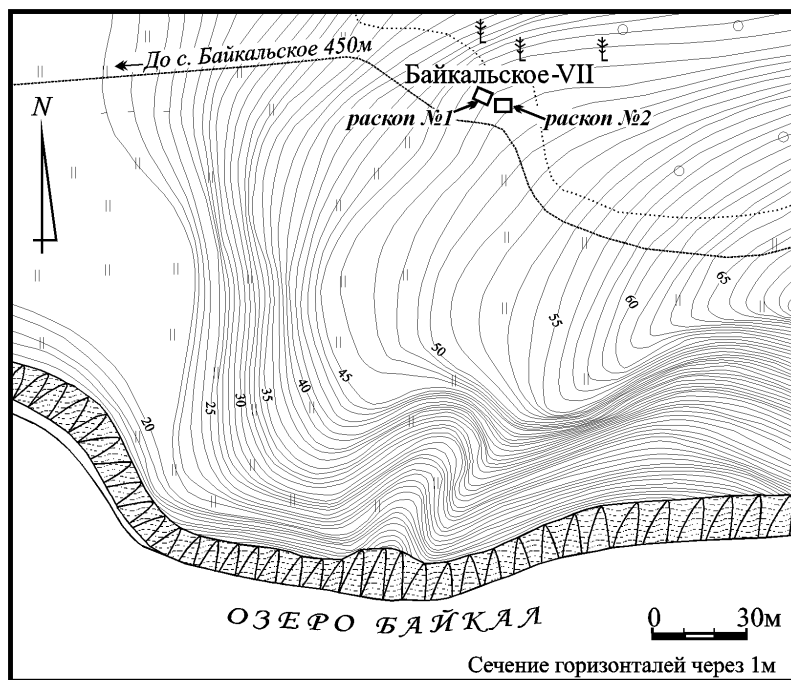 До с. Байкальское 450м
Байкальское-VII
раскоп №1
раскоп №2
N
65
60
55
50
45
40
35
30
25
20
ОЗЕРО БАЙКАЛ
0 30м
Сечение горизонталей через 1м